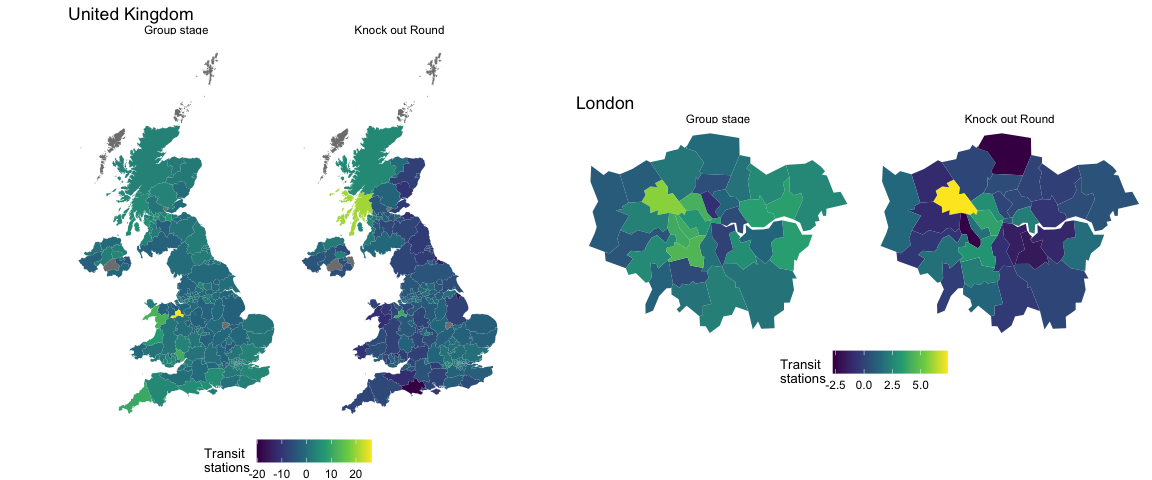 United Kingdom
Group stage
Knock out Round
London
Group stage
Knock out Round
Transit
stations
-2.5 0.0 2.5 5.0
Transit
stations
-20 -10 0 10 20